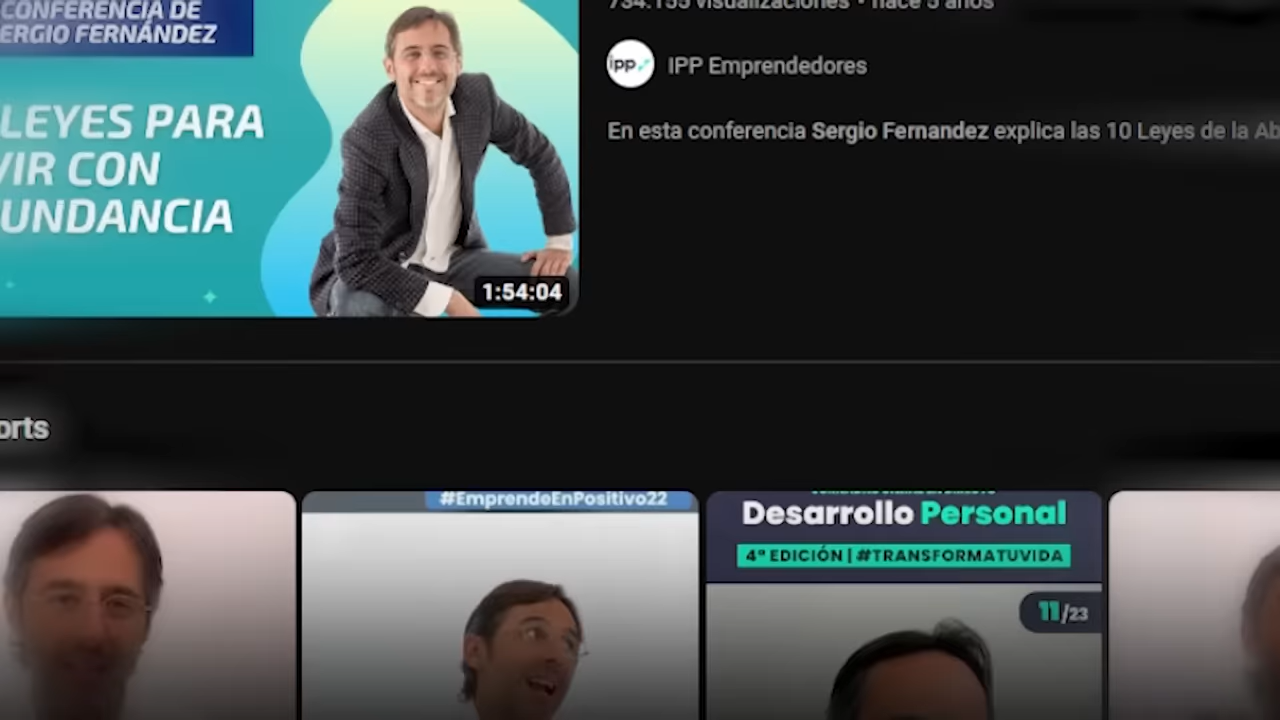 CONFERENCIA DE
ERGIO FERNÁNDEZ
LEYES PARA
VIR CON
UNDANCIA
1:54:04
734.155 visualizaciones • hace 5 años
ipp
IPP Emprendedores
En esta conferencia Sergio Fernandez explica las 10 Leyes de la Ab
orts
#EmprendeEnPositivo22
Desarrollo Personal
4ª EDICIÓN | #TRANSFORMATUVIDA
11/23